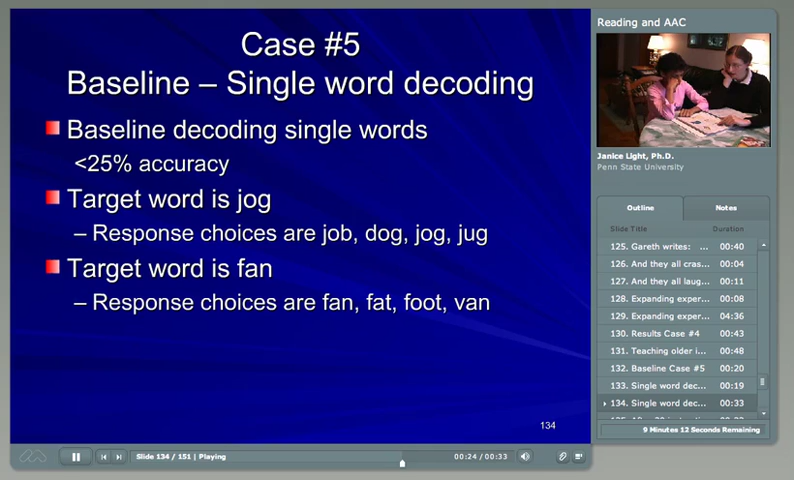 Case #5
Baseline – Single word decoding
Baseline decoding single words
<25% accuracy
Target word is jog
– Response choices are job, dog, jog, jug
Target word is fan
– Response choices are fan, fat, foot, van
134
Slide 134 / 151 | Playing
00:24 / 00:33
Reading and AAC
Janice Light, Ph.D.
Penn State University
Outline
Notes
Slide Title Duration
125. Gareth writes: ... 00:40
126. And they all cras... 00:04
127. And they all laug... 00:11
128. Expanding exper... 00:08
129. Expanding exper... 04:36
130. Results Case #4 00:43
131. Teaching older i... 00:48
132. Baseline Case #5 00:20
133. Single word dec... 00:19
134. Single word dec... 00:33
9 Minutes 12 Seconds Remaining